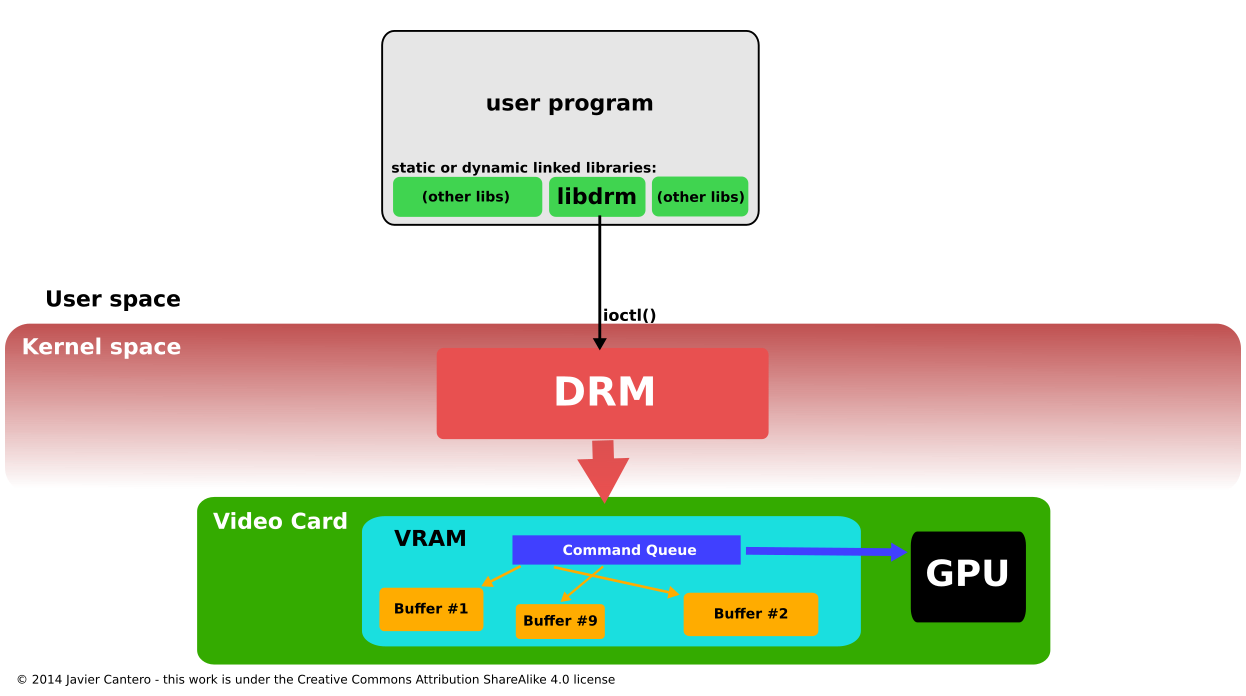 user program
static or dynamic linked libraries:
(other libs)
libdrm
(other libs)
User space
ioctl()
Kernel space
DRM
Video Card
VRAM
Command Queue
GPU
Buffer #1
Buffer #9
Buffer #2
© 2014 Javier Cantero - this work is under the Creative Commons Attribution ShareAlike 4.0 license